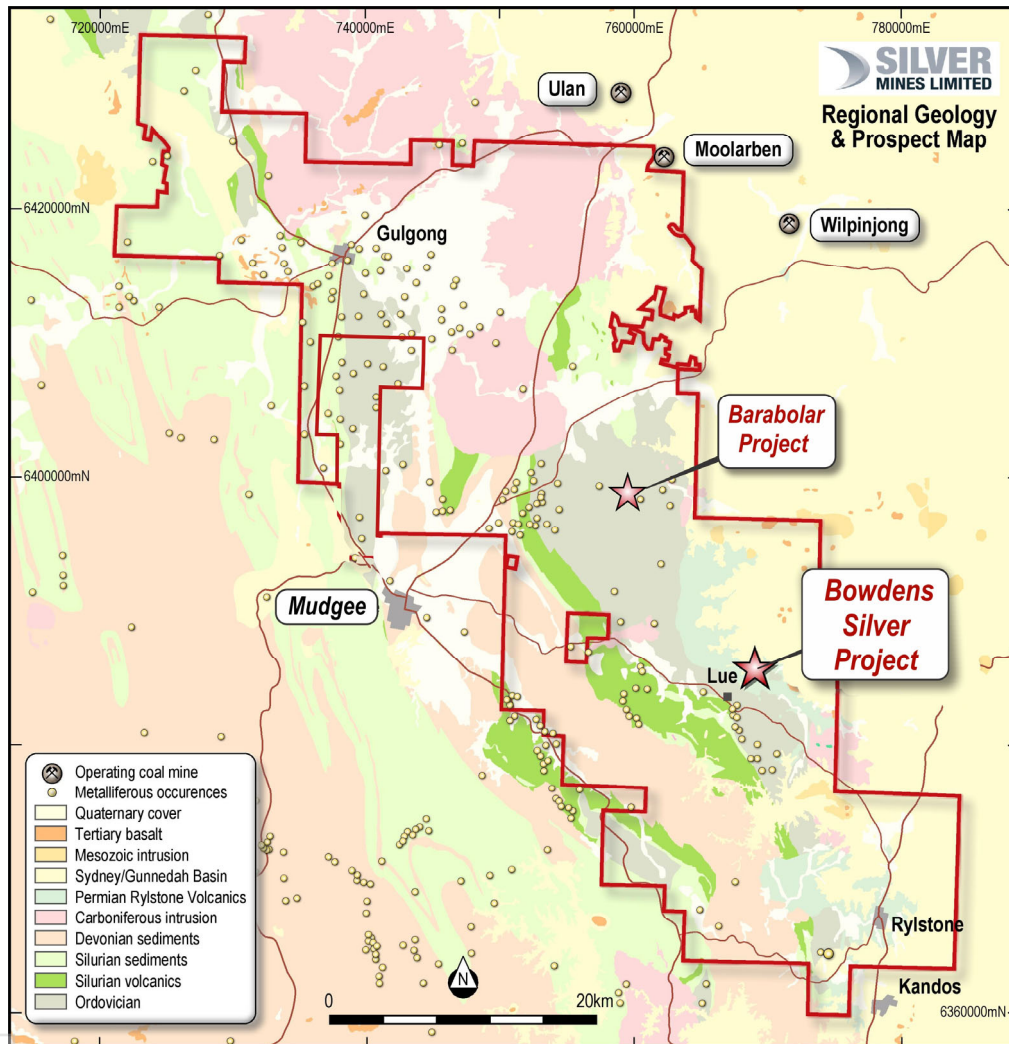 720000mE
740000mE
760000mE
780000mE
SILVER
MINES LIMITED
Regional Geology
& Prospect Map
Ulan
Moolarben
Wilpinjong
6420000mN
Gulgong
Barabolar
Project
6400000mN
Bowdens
Silver
Project
Mudgee
Lue
Operating coal mine
Metalliferous occurences
Quaternary cover
Tertiary basalt
Mesozoic intrusion
Sydney/Gunnedah Basin
Permian Rylstone Volcanics
Carboniferous intrusion
Devonian sediments
Silurian sediments
Silurian volcanics
Ordovician
N
0
20km
Rylstone
Kandos
6360000mN